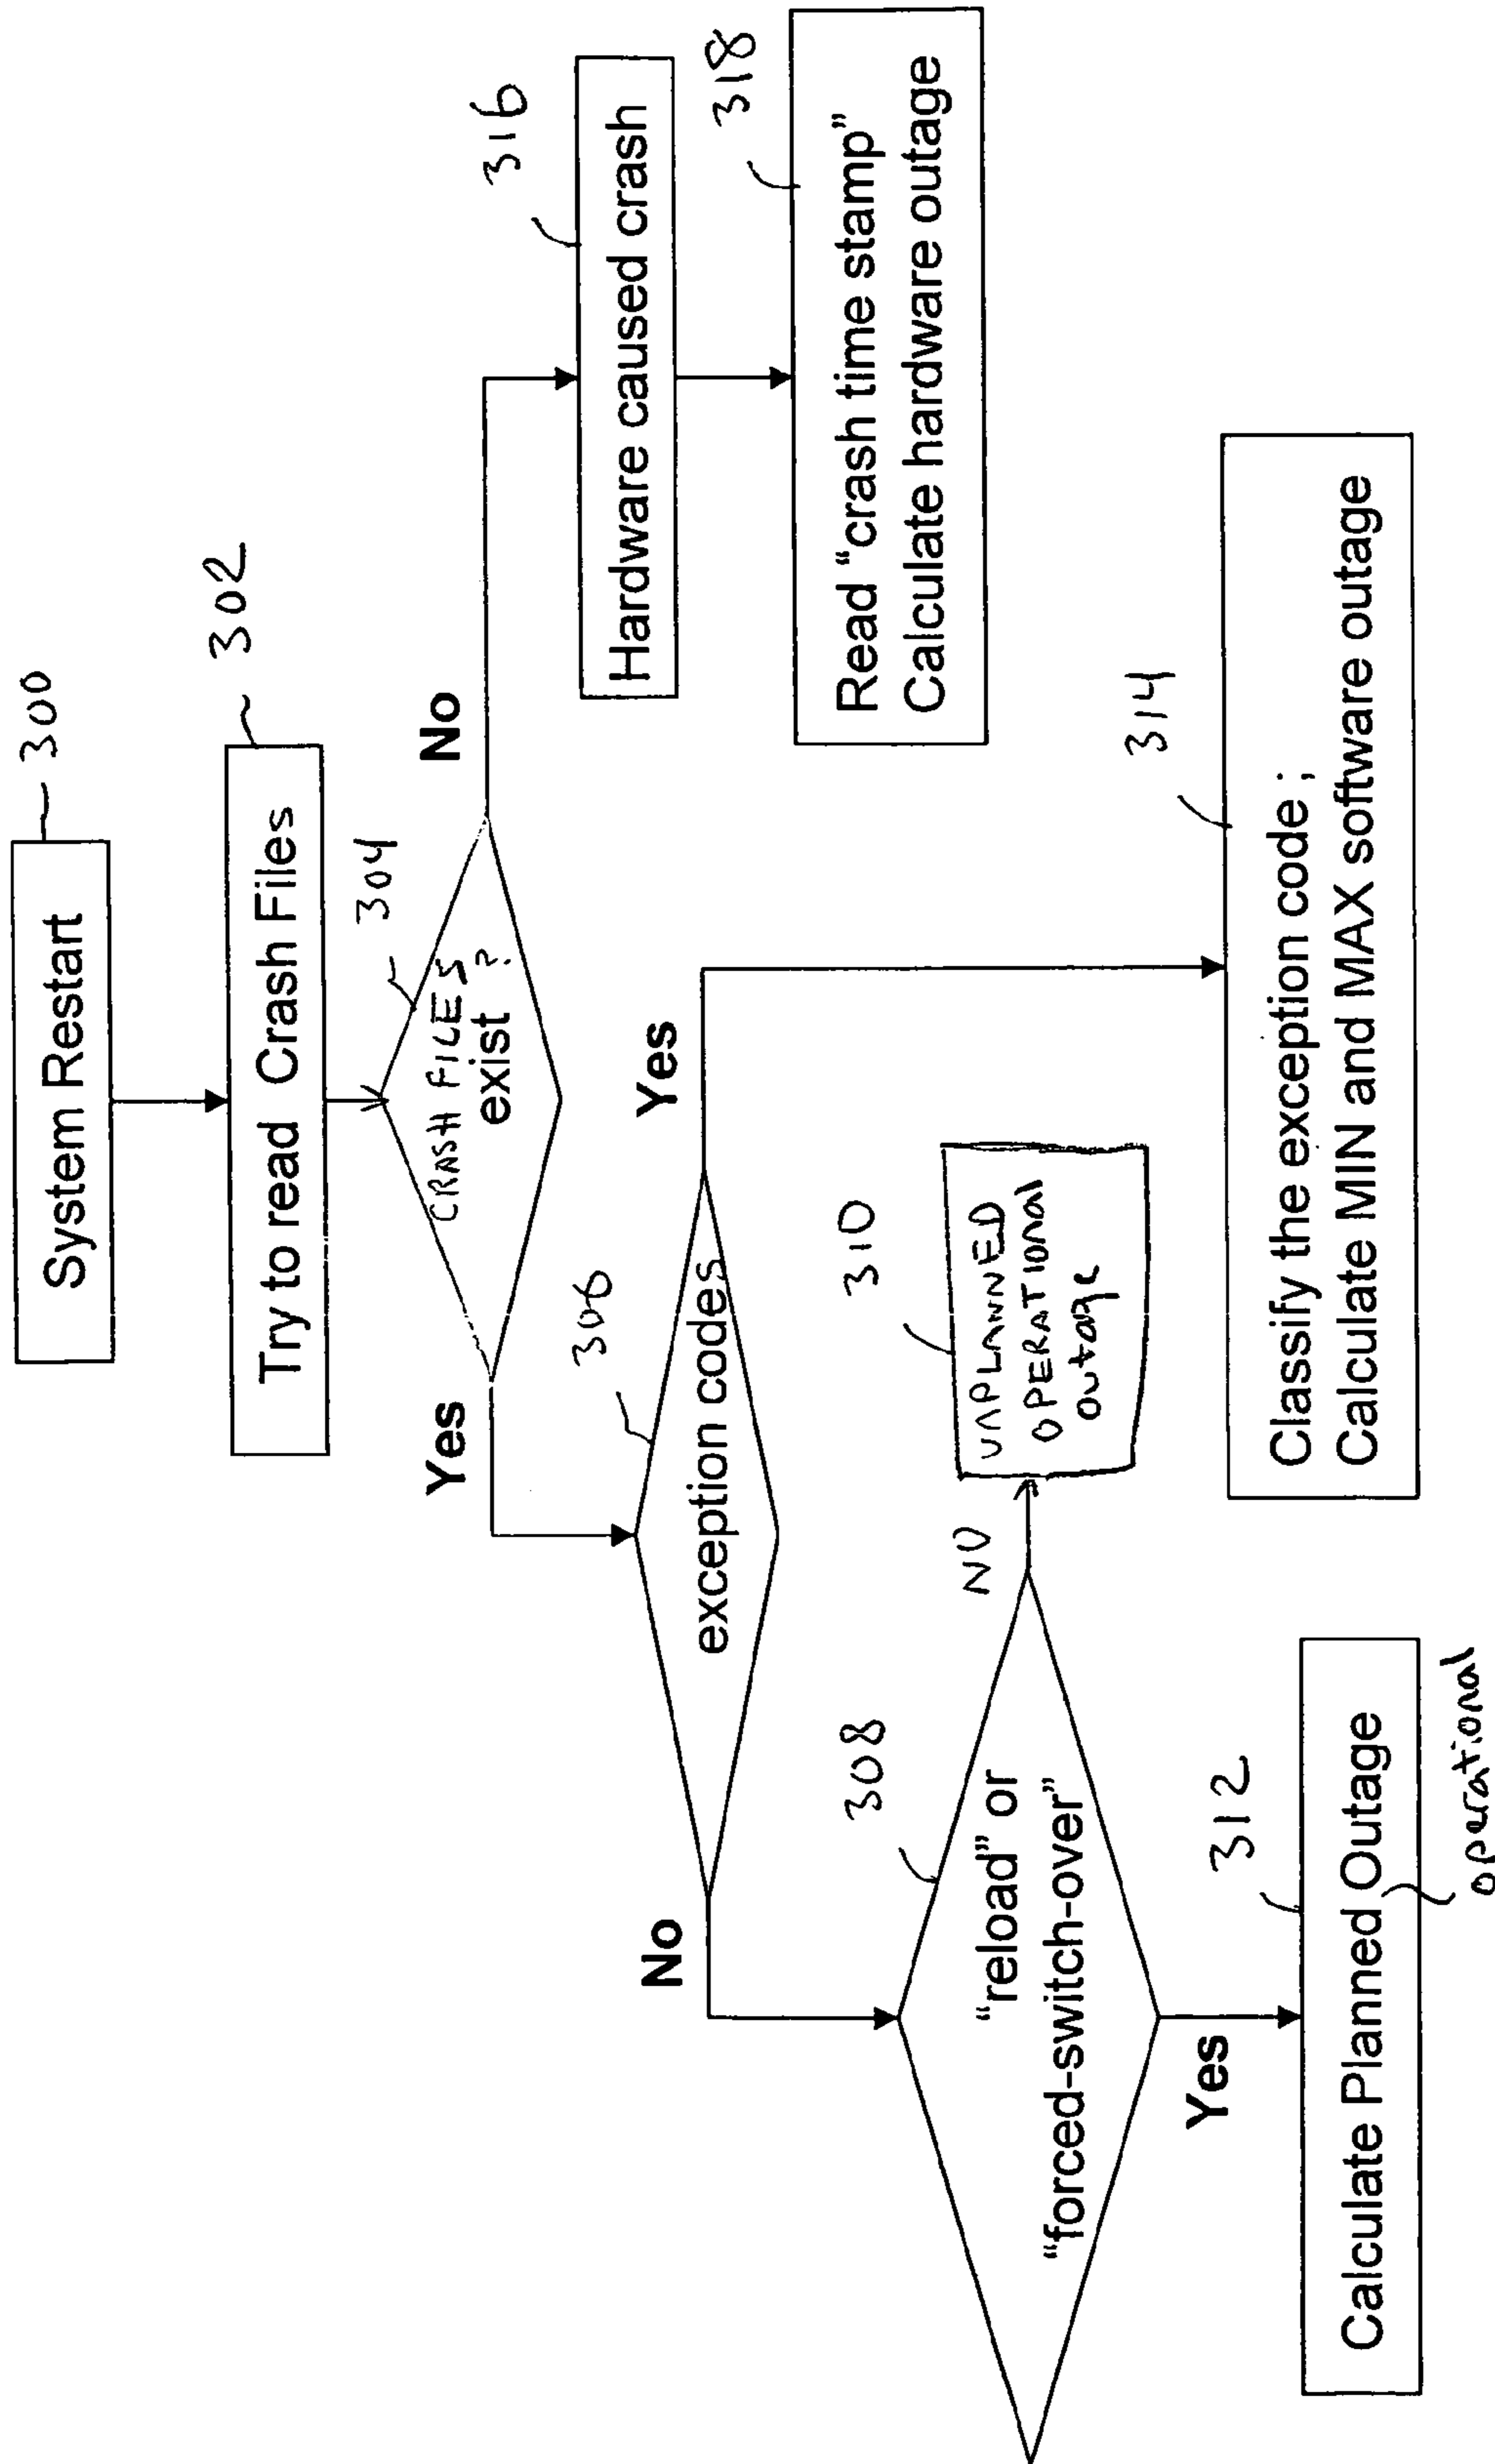 System Restart
300
Try to read Crash Files
302
304
CRASH FILES
exist ?
No
316
Hardware caused crash
318
Read “crash time stamp”
Calculate hardware outage
Yes
306
exception codes
Yes
314
Classify the exception code ;
Calculate MIN and MAX software outage
No
308
“reload” or
“forced-switch-over”
NO
310
UNPLANNED
OPERATIONAL
outage
Yes
312
Calculate Planned Outage
operational